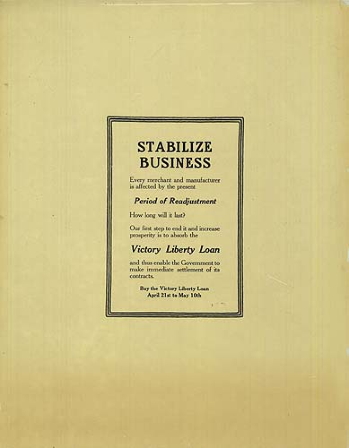 STABILIZE
BUSINESS
Every merchant and manufacturer
is affected by the present
Period of Readjustment
How long will it last?
Our first step to end it and increase
prosperity is to absorb the
Victory Liberty Loan
and thus enable the Government to
make immediate settlement of its
contracts.
Buy the Victory Liberty Loan
April 21st to May 10th